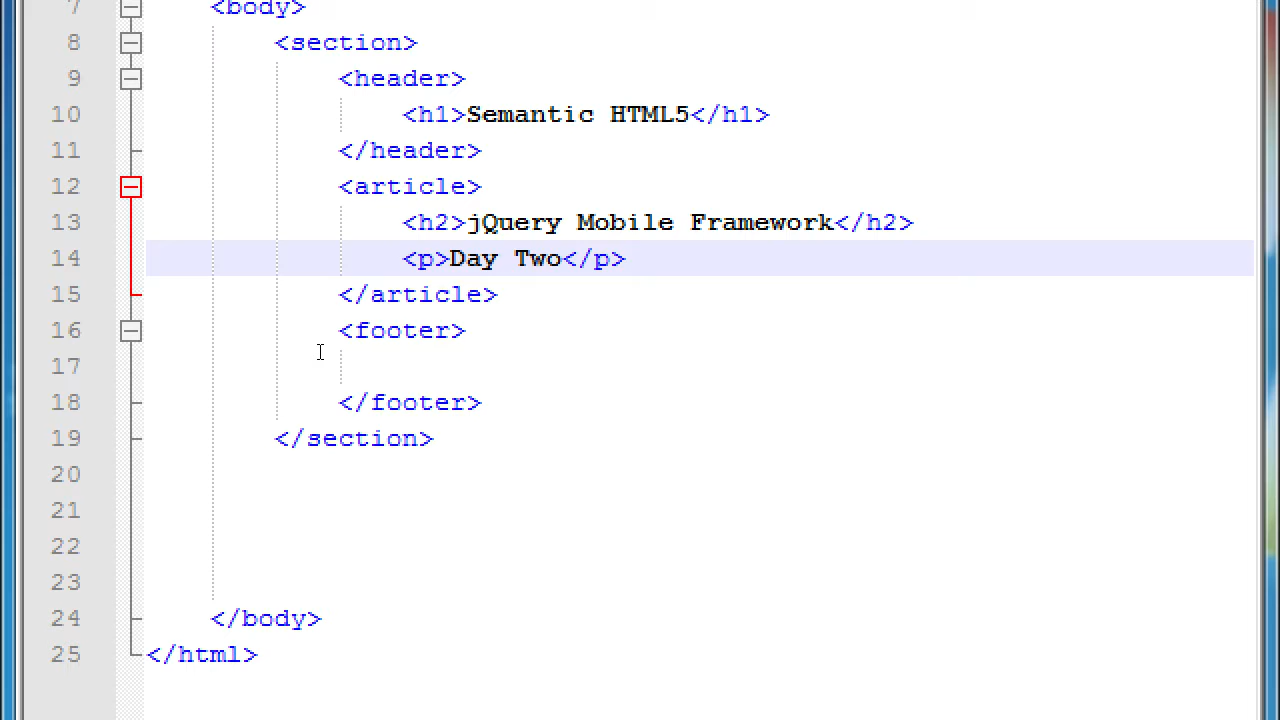 7 <body>
8 <section>
9 <header>
10 <h1>Semantic HTML5</h1>
11 </header>
12 <article>
13 <h2>jQuery Mobile Framework</h2>
14 <p>Day Two</p>
15 </article>
16 <footer>
17
18 </footer>
19 </section>
20
21
22
23
24 </body>
25 </html>